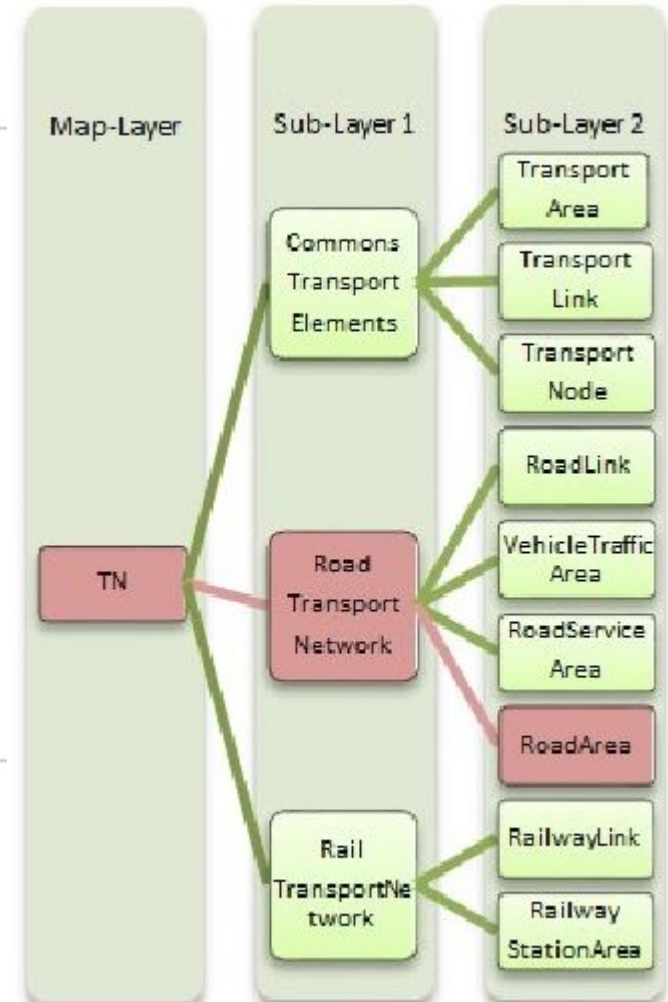 Map-Layer
Sub-Layer 1
Sub-Layer 2
TN
Commons
Transport
Elements
Road
Transport
Network
Rail
TransportNe
twork
Transport
Area
Transport
Link
Transport
Node
RoadLink
VehicleTraffic
Area
RoadService
Area
RoadArea
RailwayLink
Railway
StationArea